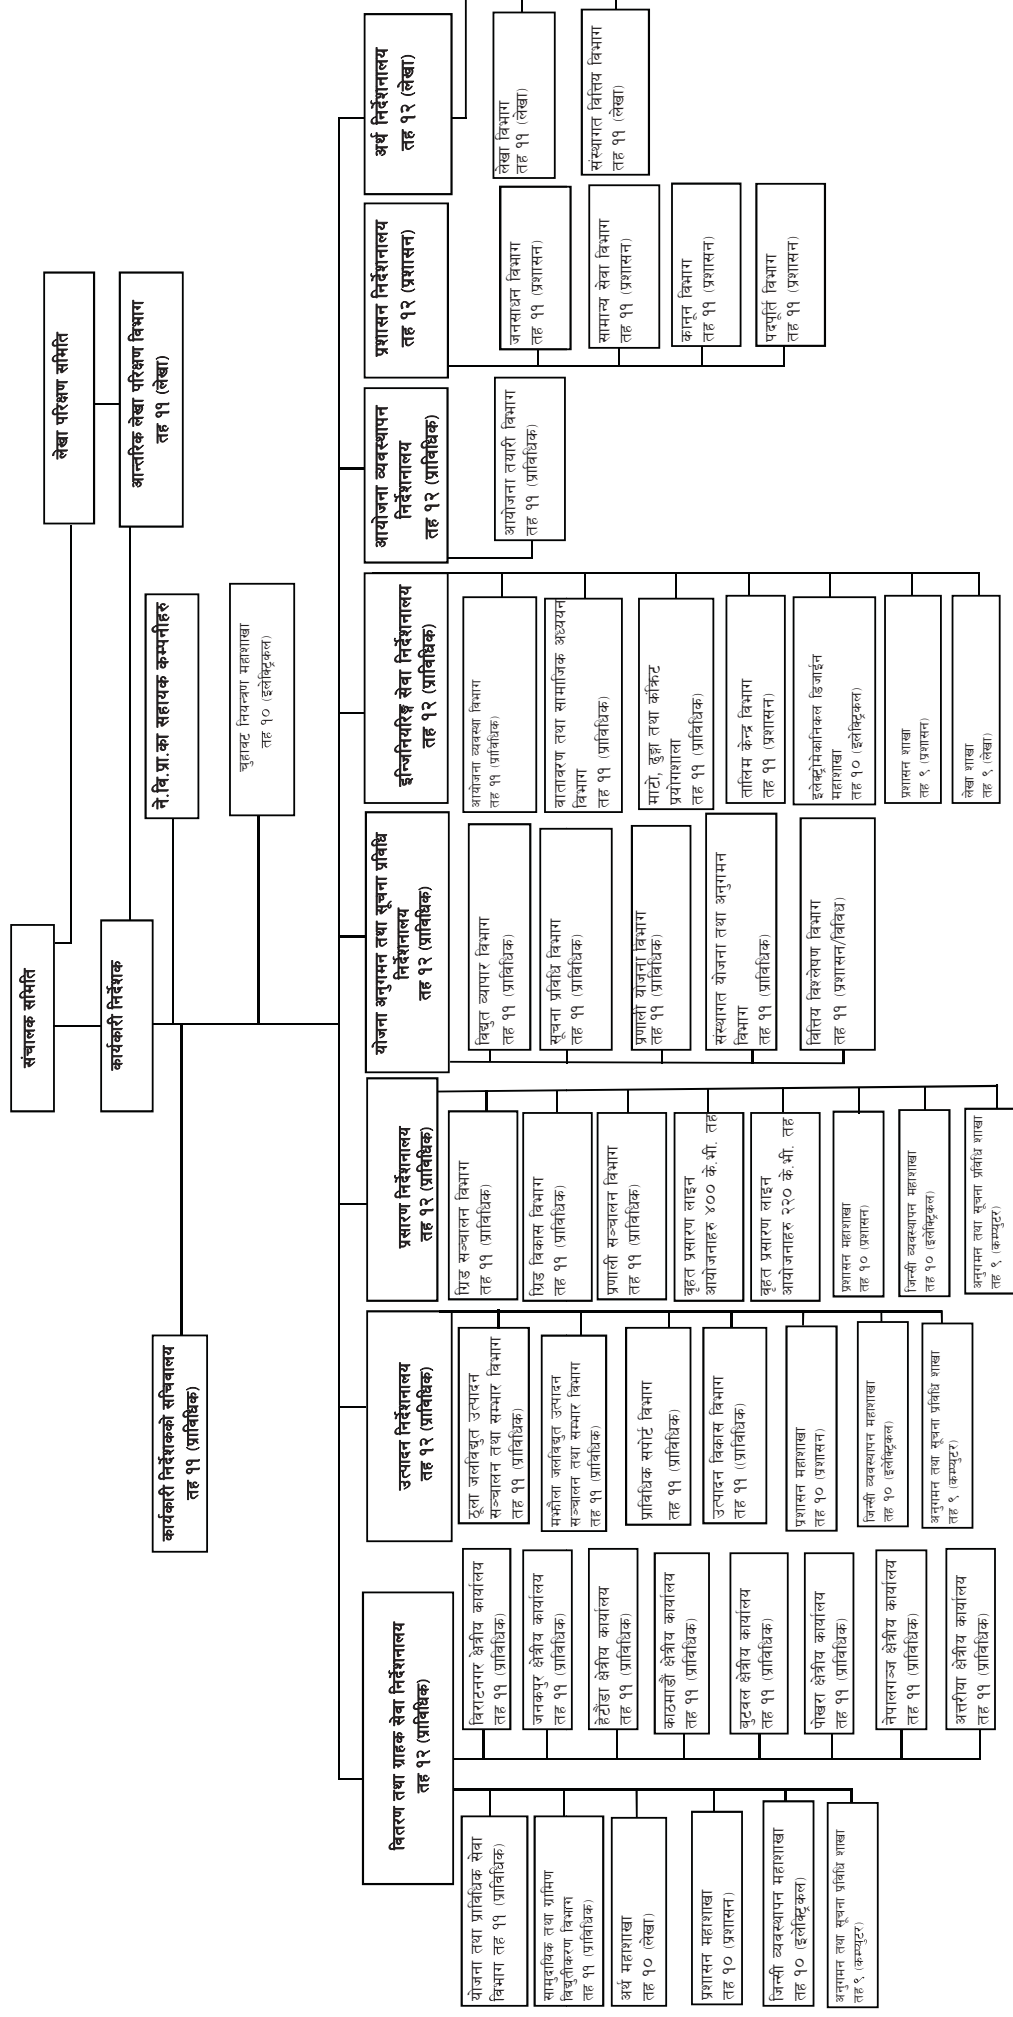 संचालक समिति
लेखा परिक्षण समिति
कार्यकारी निर्देशक
आन्तरिक लेखा परिक्षण विभाग
तह ११ (लेखा)
ने.वि.प्रा.का सहायक कम्पनीहरु
कार्यकारी निर्देशकको सचिवालय
तह ११ (प्राविधिक)
चुहावट नियन्त्रण महाशाखा
तह १० (इलेक्ट्रिकल)
वितरण तथा ग्राहक सेवा निर्देशनालय
तह १२ (प्राविधिक)
योजना तथा प्राविधिक सेवा
विभाग तह ११ (प्राविधिक)
सामुदायिक तथा ग्रामिण
विद्युतीकरण विभाग
तह ११ (प्राविधिक)
अर्थ महाशाखा
तह १० (लेखा)
प्रशासन महाशाखा
तह १० (प्रशासन)
जिन्सी व्यवस्थापन महाशाखा
तह १० (इलेक्ट्रिकल)
अनुगमन तथा सूचना प्रविधि शाखा
तह ९ (कम्प्युटर)
विराटनगर क्षेत्रीय कार्यालय
तह ११ (प्राविधिक)
जनकपुर क्षेत्रीय कार्यालय
तह ११ (प्राविधिक)
हेटौंडा क्षेत्रीय कार्यालय
तह ११ (प्राविधिक)
काठमाडौं क्षेत्रीय कार्यालय
तह ११ (प्राविधिक)
बुटवल क्षेत्रीय कार्यालय
तह ११ (प्राविधिक)
पोखरा क्षेत्रीय कार्यालय
तह ११ (प्राविधिक)
नेपालगञ्ज क्षेत्रीय कार्यालय
तह ११ (प्राविधिक)
अत्तरीया क्षेत्रीय कार्यालय
तह ११ (प्राविधिक)
उत्पादन निर्देशनालय
तह १२ (प्राविधिक)
ठूला जलविद्युत उत्पादन
सञ्चालन तथा सम्भार विभाग
तह ११ (प्राविधिक)
मझौला जलविद्युत उत्पादन
सञ्चालन तथा सम्भार विभाग
तह ११ (प्राविधिक)
प्राविधिक सपोर्ट विभाग
तह ११ (प्राविधिक)
उत्पादन विकास विभाग
तह ११ ((प्राविधिक)
प्रशासन महाशाखा
तह १० (प्रशासन)
जिन्सी व्यवस्थापन महाशाखा
तह १० (इलेक्ट्रिकल)
अनुगमन तथा सूचना प्रविधि शाखा
तह ९ (कम्प्युटर)
प्रसारण निर्देशनालय
तह १२ (प्राविधिक)
ग्रिड सञ्चालन विभाग
तह ११ (प्राविधिक)
ग्रिड विकास विभाग
तह ११ (प्राविधिक)
प्रणाली सञ्चालन विभाग
तह ११ (प्राविधिक)
वृहत प्रसारण लाइन
आयोजनाहरु ४०० के.भी. तह
वृहत प्रसारण लाइन
आयोजनाहरु २२० के.भी. तह
प्रशासन महाशाखा
तह १० (प्रशासन)
जिन्सी व्यवस्थापन महाशाखा
तह १० (इलेक्ट्रिकल)
अनुगमन तथा सूचना प्रविधि शाखा
तह ९ (कम्प्युटर)
योजना अनुगमन तथा सूचना प्रविधि
निर्देशनालय
तह १२ (प्राविधिक)
विद्युत व्यापार विभाग
तह ११ (प्राविधिक)
सूचना प्रविधि विभाग
तह ११ (प्राविधिक)
प्रणाली योजना विभाग
तह ११ (प्राविधिक)
संस्थागत योजना तथा अनुगमन
विभाग
तह ११ (प्राविधिक)
वित्तिय विश्लेषण विभाग
तह ११ (प्रशासन/विविध)
इन्जिनियरिङ्ग सेवा निर्देशनालय
तह १२ (प्राविधिक)
आयोजना व्यवस्था विभाग
तह ११ (प्राविधिक)
वातावरण तथा सामाजिक अध्ययन
विभाग
तह ११ (प्राविधिक)
माटो, ढुङ्गा तथा कंक्रिट
प्रयोगशाला
तह ११ (प्राविधिक)
तालिम केन्द्र विभाग
तह ११ (प्रशासन)
इलेक्ट्रोमेकानिकल डिजाईन
महाशाखा
तह १० (इलेक्ट्रिकल)
प्रशासन शाखा
तह ९ (प्रशासन)
लेखा शाखा
तह ९ (लेखा)
आयोजना व्यवस्थापन
निर्देशनालय
तह १२ (प्राविधिक)
आयोजना तयारी विभाग
तह ११ (प्राविधिक)
प्रशासन निर्देशनालय
तह १२ (प्रशासन)
जनसाधन विभाग
तह ११ (प्रशासन)
सामान्य सेवा विभाग
तह ११ (प्रशासन)
कानून विभाग
तह ११ (प्रशासन)
पदपूर्ति विभाग
तह ११ (प्रशासन)
अर्थ निर्देशनालय
तह १२ (लेखा)
लेखा विभाग
तह ११ (लेखा)
संस्थागत वित्तिय विभाग
तह ११ (लेखा)